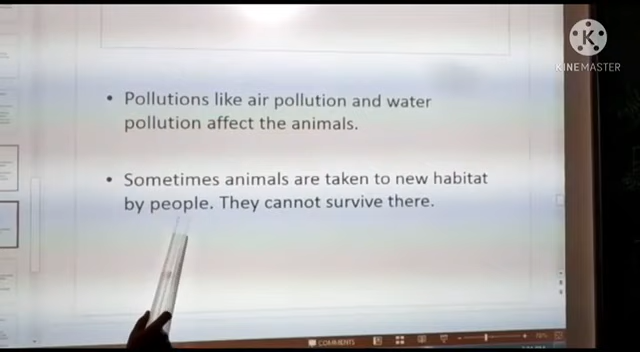 KINEMASTER
• Pollutions like air pollution and water
pollution affect the animals.
• Sometimes animals are taken to new habitat
by people. They cannot survive there.
COMMENTS